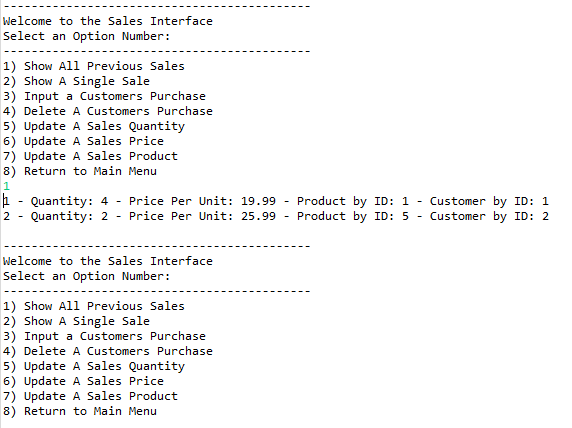 --------------------------------------------
Welcome to the Sales Interface
Select an Option Number:
--------------------------------------------
1) Show All Previous Sales
2) Show A Single Sale
3) Input a Customers Purchase
4) Delete A Customers Purchase
5) Update A Sales Quantity
6) Update A Sales Price
7) Update A Sales Product
8) Return to Main Menu
1
1 - Quantity: 4 - Price Per Unit: 19.99 - Product by ID: 1 - Customer by ID: 1
2 - Quantity: 2 - Price Per Unit: 25.99 - Product by ID: 5 - Customer by ID: 2
--------------------------------------------
Welcome to the Sales Interface
Select an Option Number:
--------------------------------------------
1) Show All Previous Sales
2) Show A Single Sale
3) Input a Customers Purchase
4) Delete A Customers Purchase
5) Update A Sales Quantity
6) Update A Sales Price
7) Update A Sales Product
8) Return to Main Menu